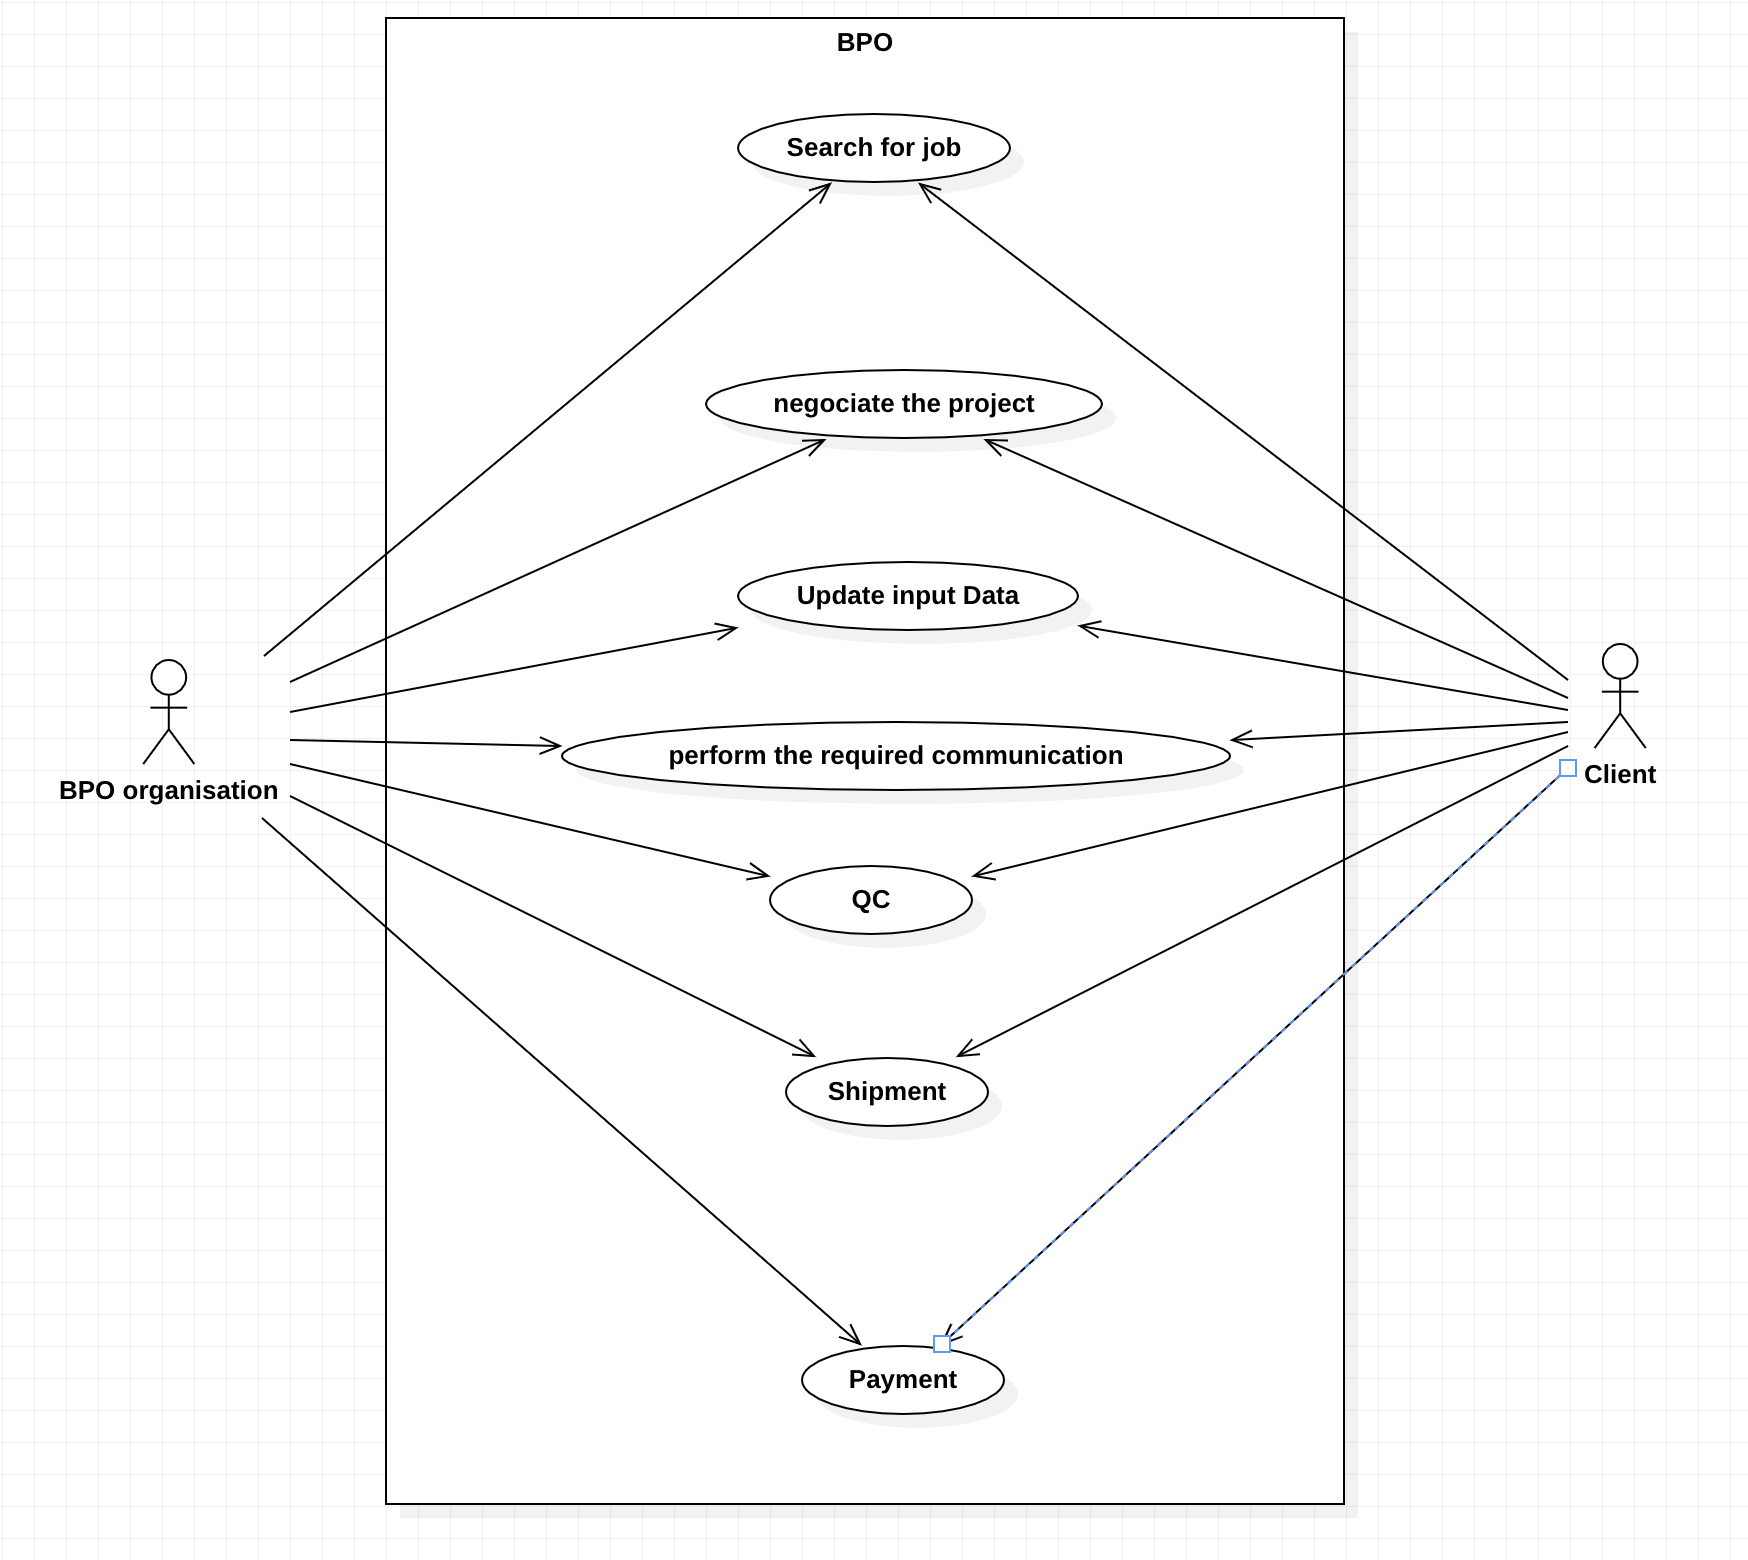 BPO
Search for job
negociate the project
Update input Data
perform the required communication
BPO organisation
Client
QC
Shipment
Payment